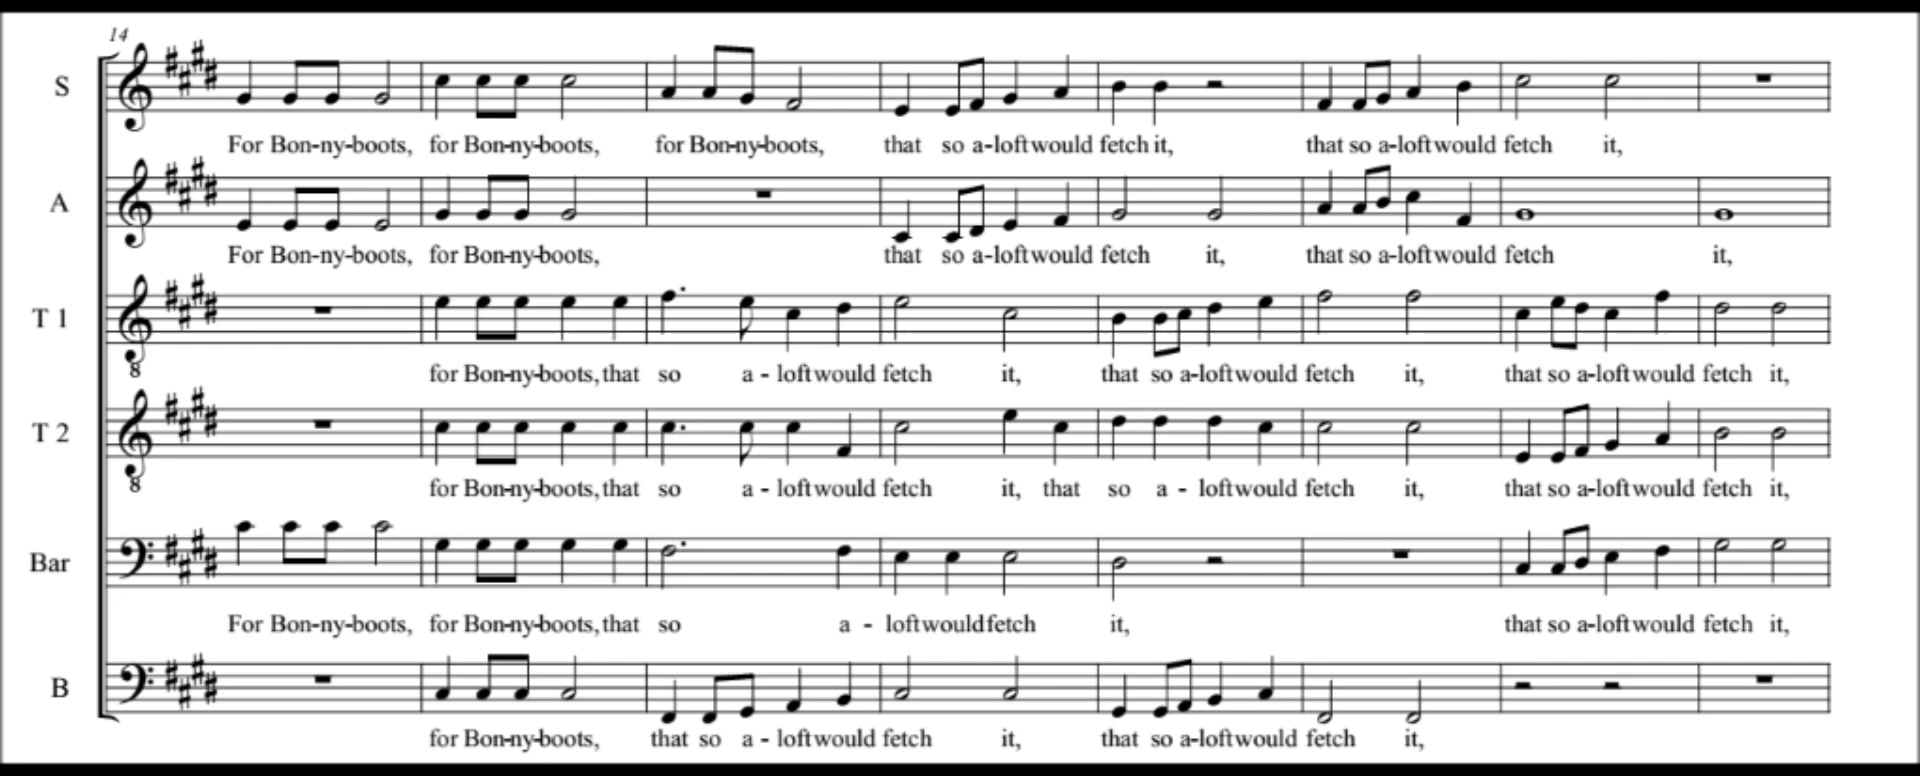 14
S
For Bon-ny-boots, for Bon-ny-boots, for Bon-ny-boots, that so a-loft would fetch it, that so a-loft would fetch it,
A
For Bon-ny-boots, for Bon-ny-boots, that so a-loft would fetch it, that so a-loft would fetch it,
T 1
8
for Bon-ny-boots, that so a - loft would fetch it, that so a-loft would fetch it, that so a-loft would fetch it,
T 2
8
for Bon-ny-boots, that so a - loft would fetch it, that so a - loft would fetch it, that so a-loft would fetch it,
Bar
For Bon-ny-boots, for Bon-ny-boots, that so a - loft would fetch it, that so a-loft would fetch it,
B
for Bon-ny-boots, that so a - loft would fetch it, that so a-loft would fetch it,